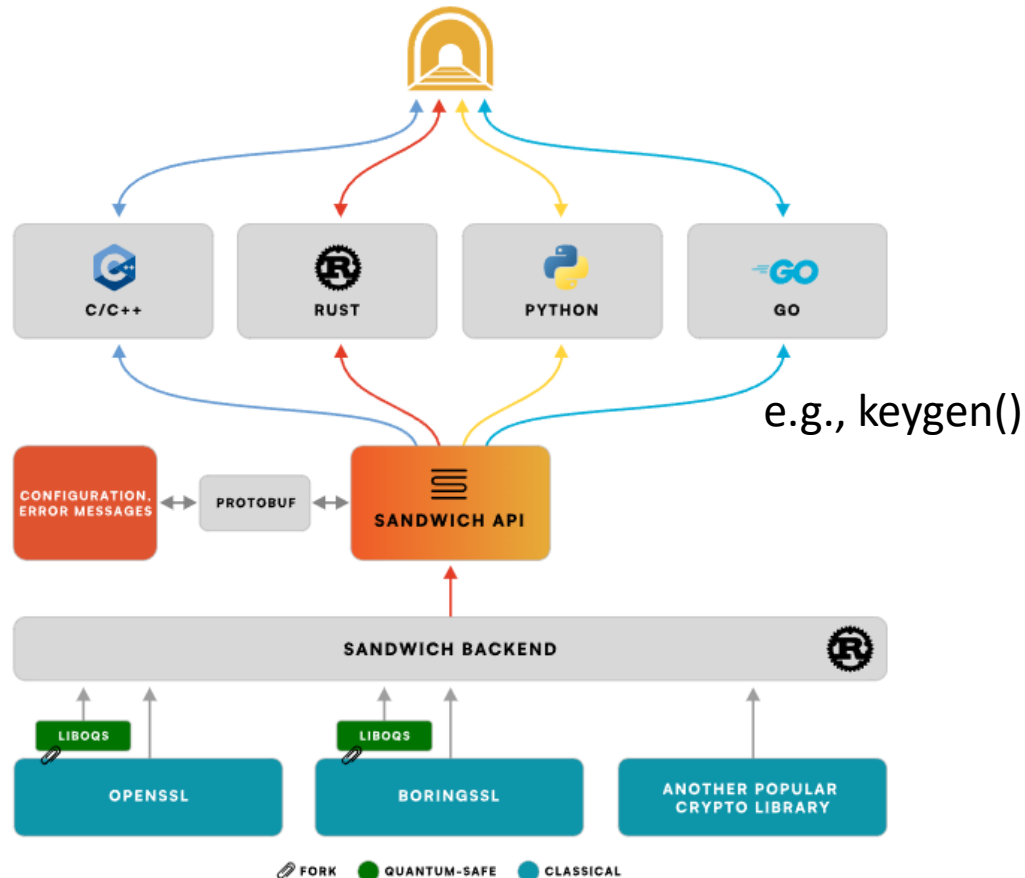 C/C++
RUST
PYTHON
GO
GO
e.g., keygen()
CONFIGURATION.
ERROR MESSAGES
PROTOBUF
SANDWICH API
SANDWICH BACKEND
R
LIBOQS
LIBOQS
OPENSSL
BORINGSSL
ANOTHER POPULAR
CRYPTO LIBRARY
FORK QUANTUM-SAFE CLASSICAL